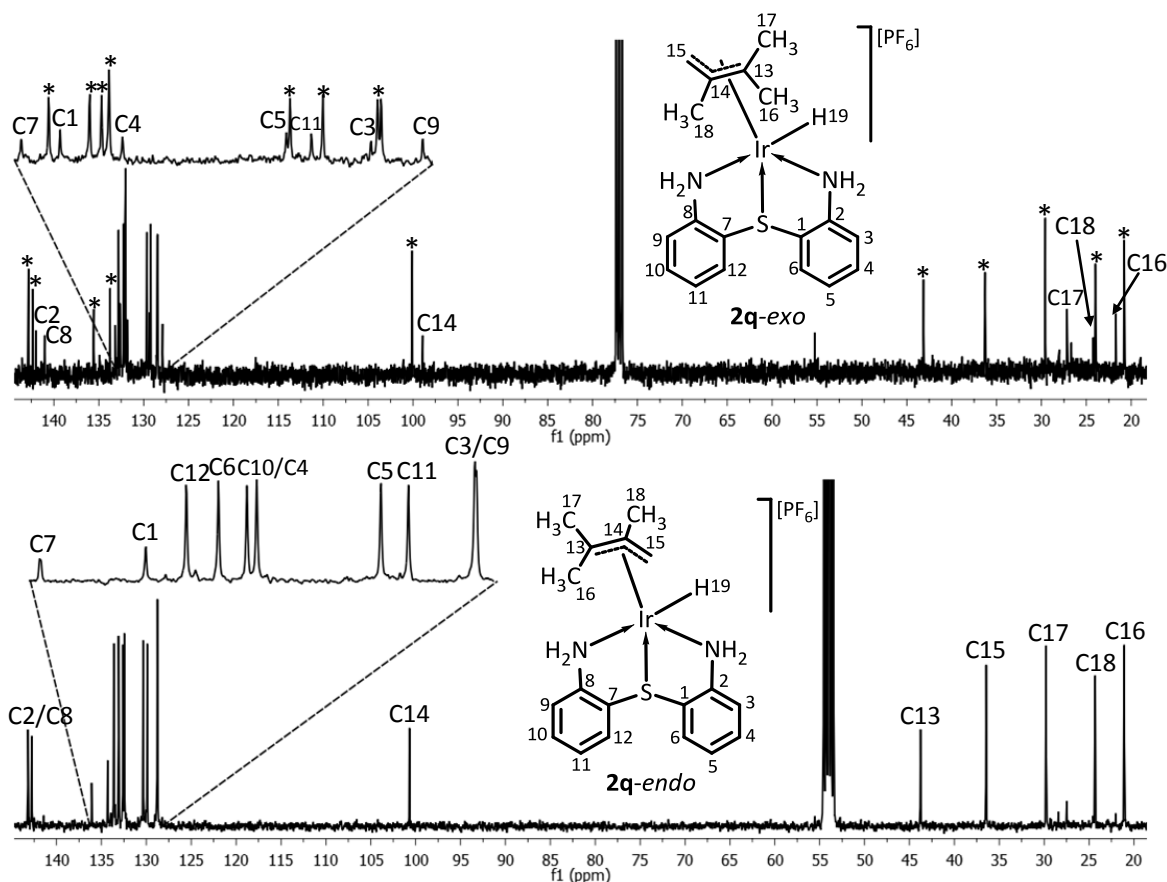 * * * * * * * *
C7 C1 C4 C5 C11 C3 C9
17
15 CH₃
13
14 CH₃
H₃C 16
18
H¹⁹
[PF₆]
Ir
H₂N NH₂
8 7 S 1 2
9 3
10 12 6 4
11 5
2q-exo
* * * * *
C2
C8
C14
* * * * *
C18
C17
C16
140 135 130 125 120 115 110 105 100 95 90 85 80 75 70 65 60 55 50 45 40 35 30 25 20
f1 (ppm)
C3/C9
C12 C6 C10/C4 C5 C11
C7 C1
18
17 CH₃
H₃C 14
13 15
H₃C
16
H¹⁹
[PF₆]
Ir
H₂N NH₂
8 7 S 1 2
9 3
10 12 6 4
11 5
2q-endo
C2/C8
C14
C13 C15 C17 C18 C16
140 135 130 125 120 115 110 105 100 95 90 85 80 75 70 65 60 55 50 45 40 35 30 25 20
f1 (ppm)